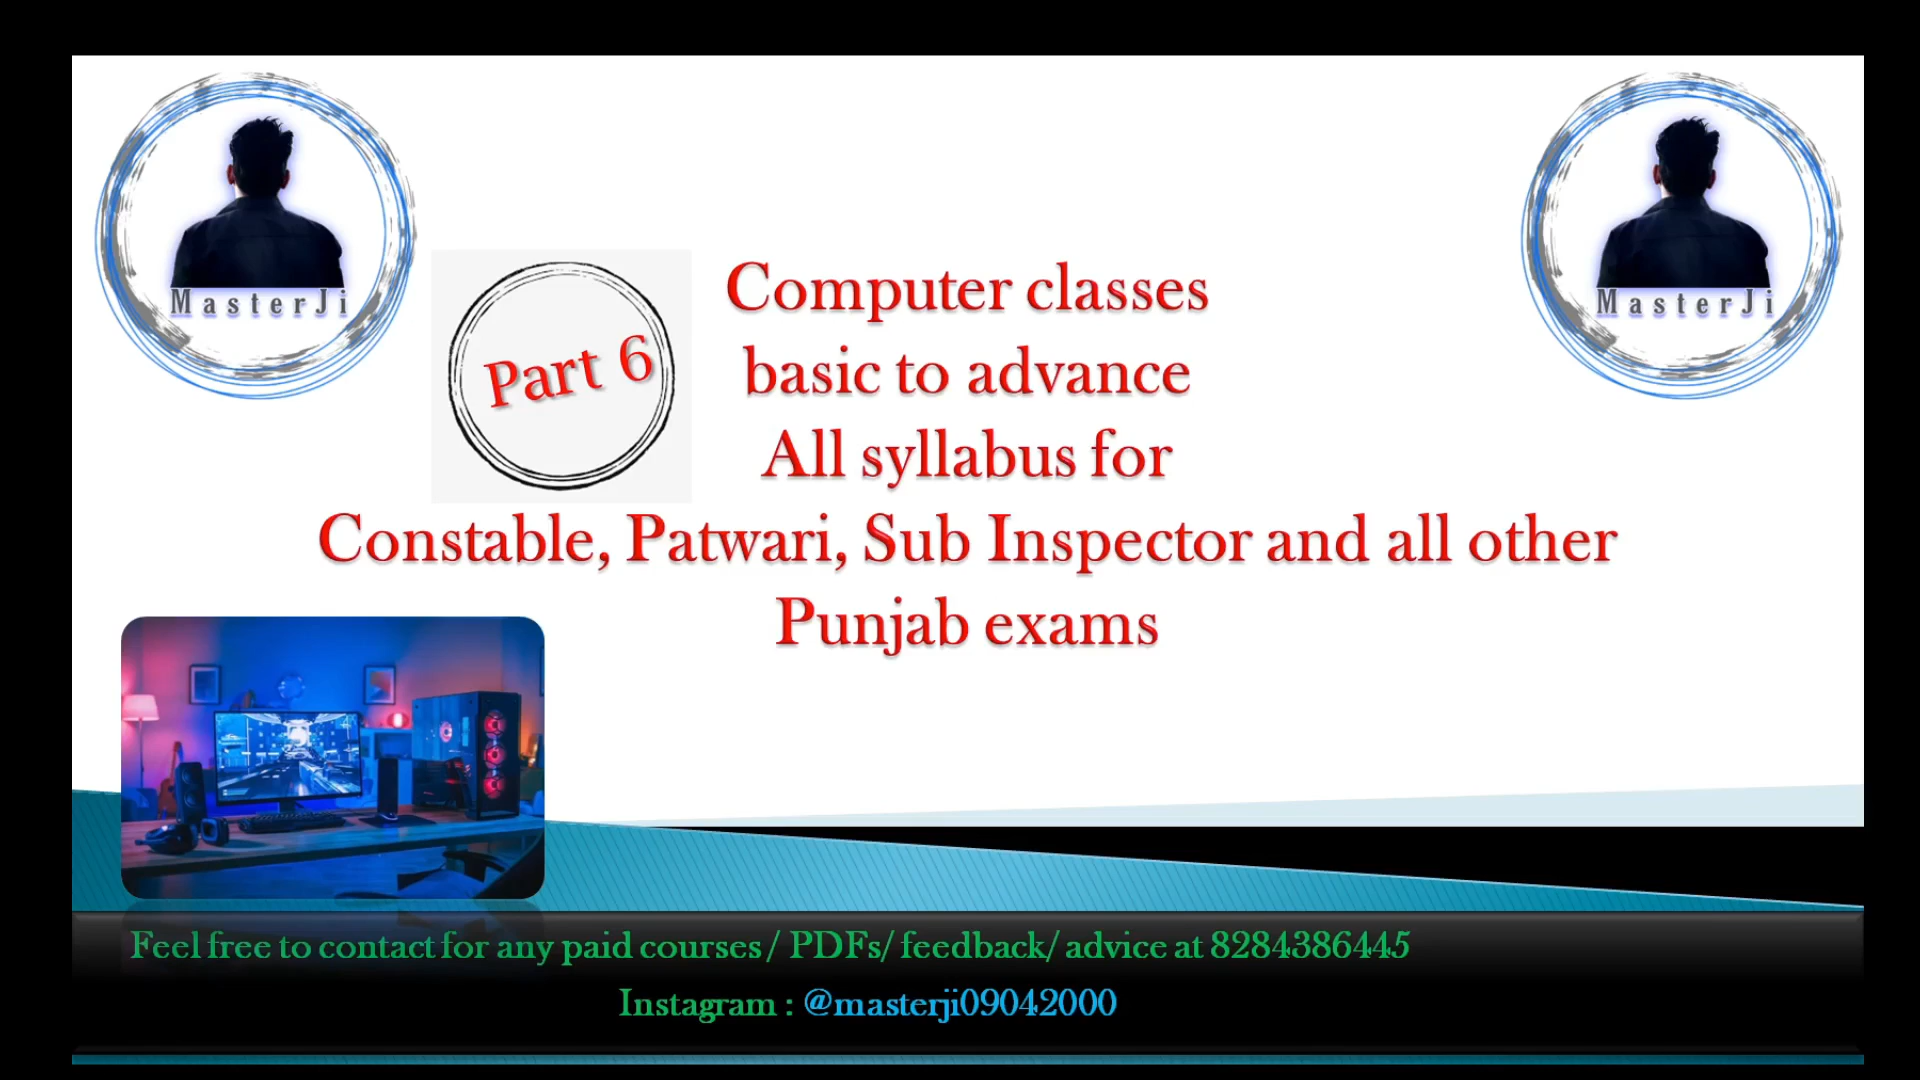 MasterJi
MasterJi
Part 6
Computer classes
basic to advance
All syllabus for
Constable, Patwari, Sub Inspector and all other
Punjab exams
Feel free to contact for any paid courses / PDFs/ feedback/ advice at 8284386445
Instagram : @masterji09042000